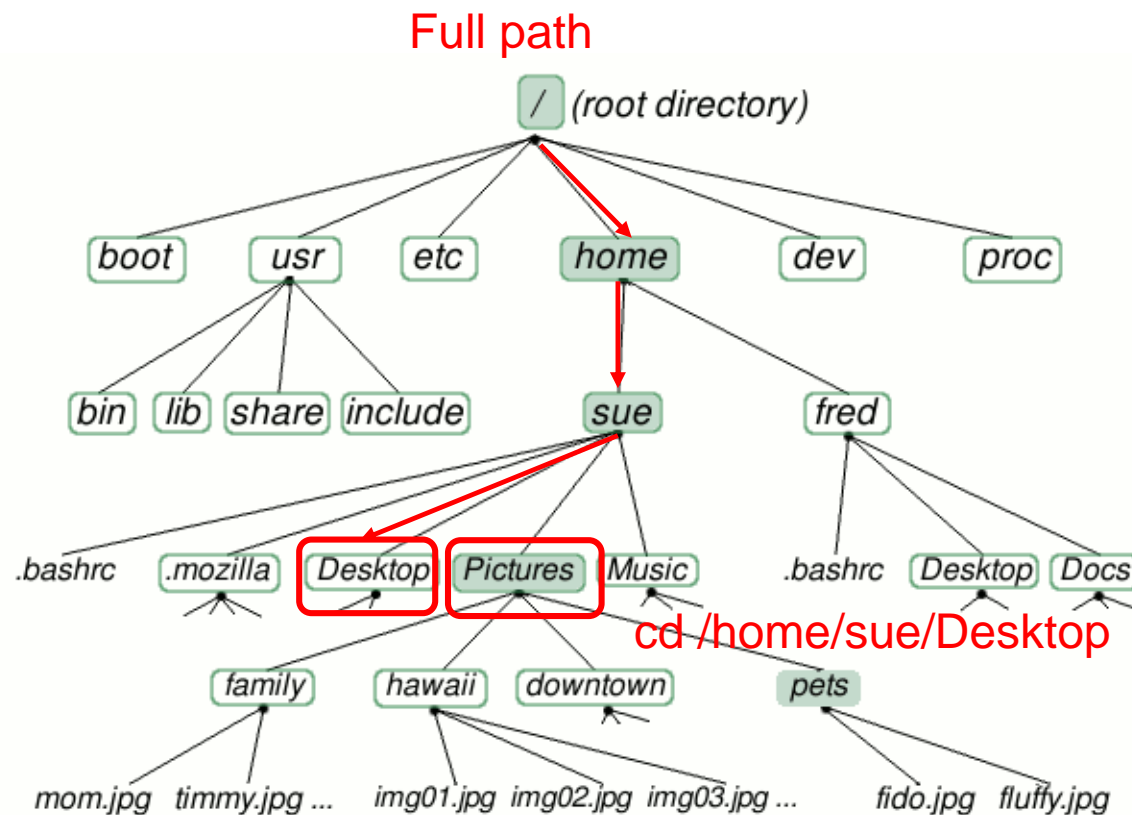 Full path
/ (root directory)
boot usr etc home dev proc
bin lib share include sue fred
.bashrc .mozilla Desktop Pictures Music .bashrc Desktop Docs
cd /home/sue/Desktop
family hawaii downtown pets
mom.jpg timmy.jpg ... img01.jpg img02.jpg img03.jpg ... fido.jpg fluffy.jpg